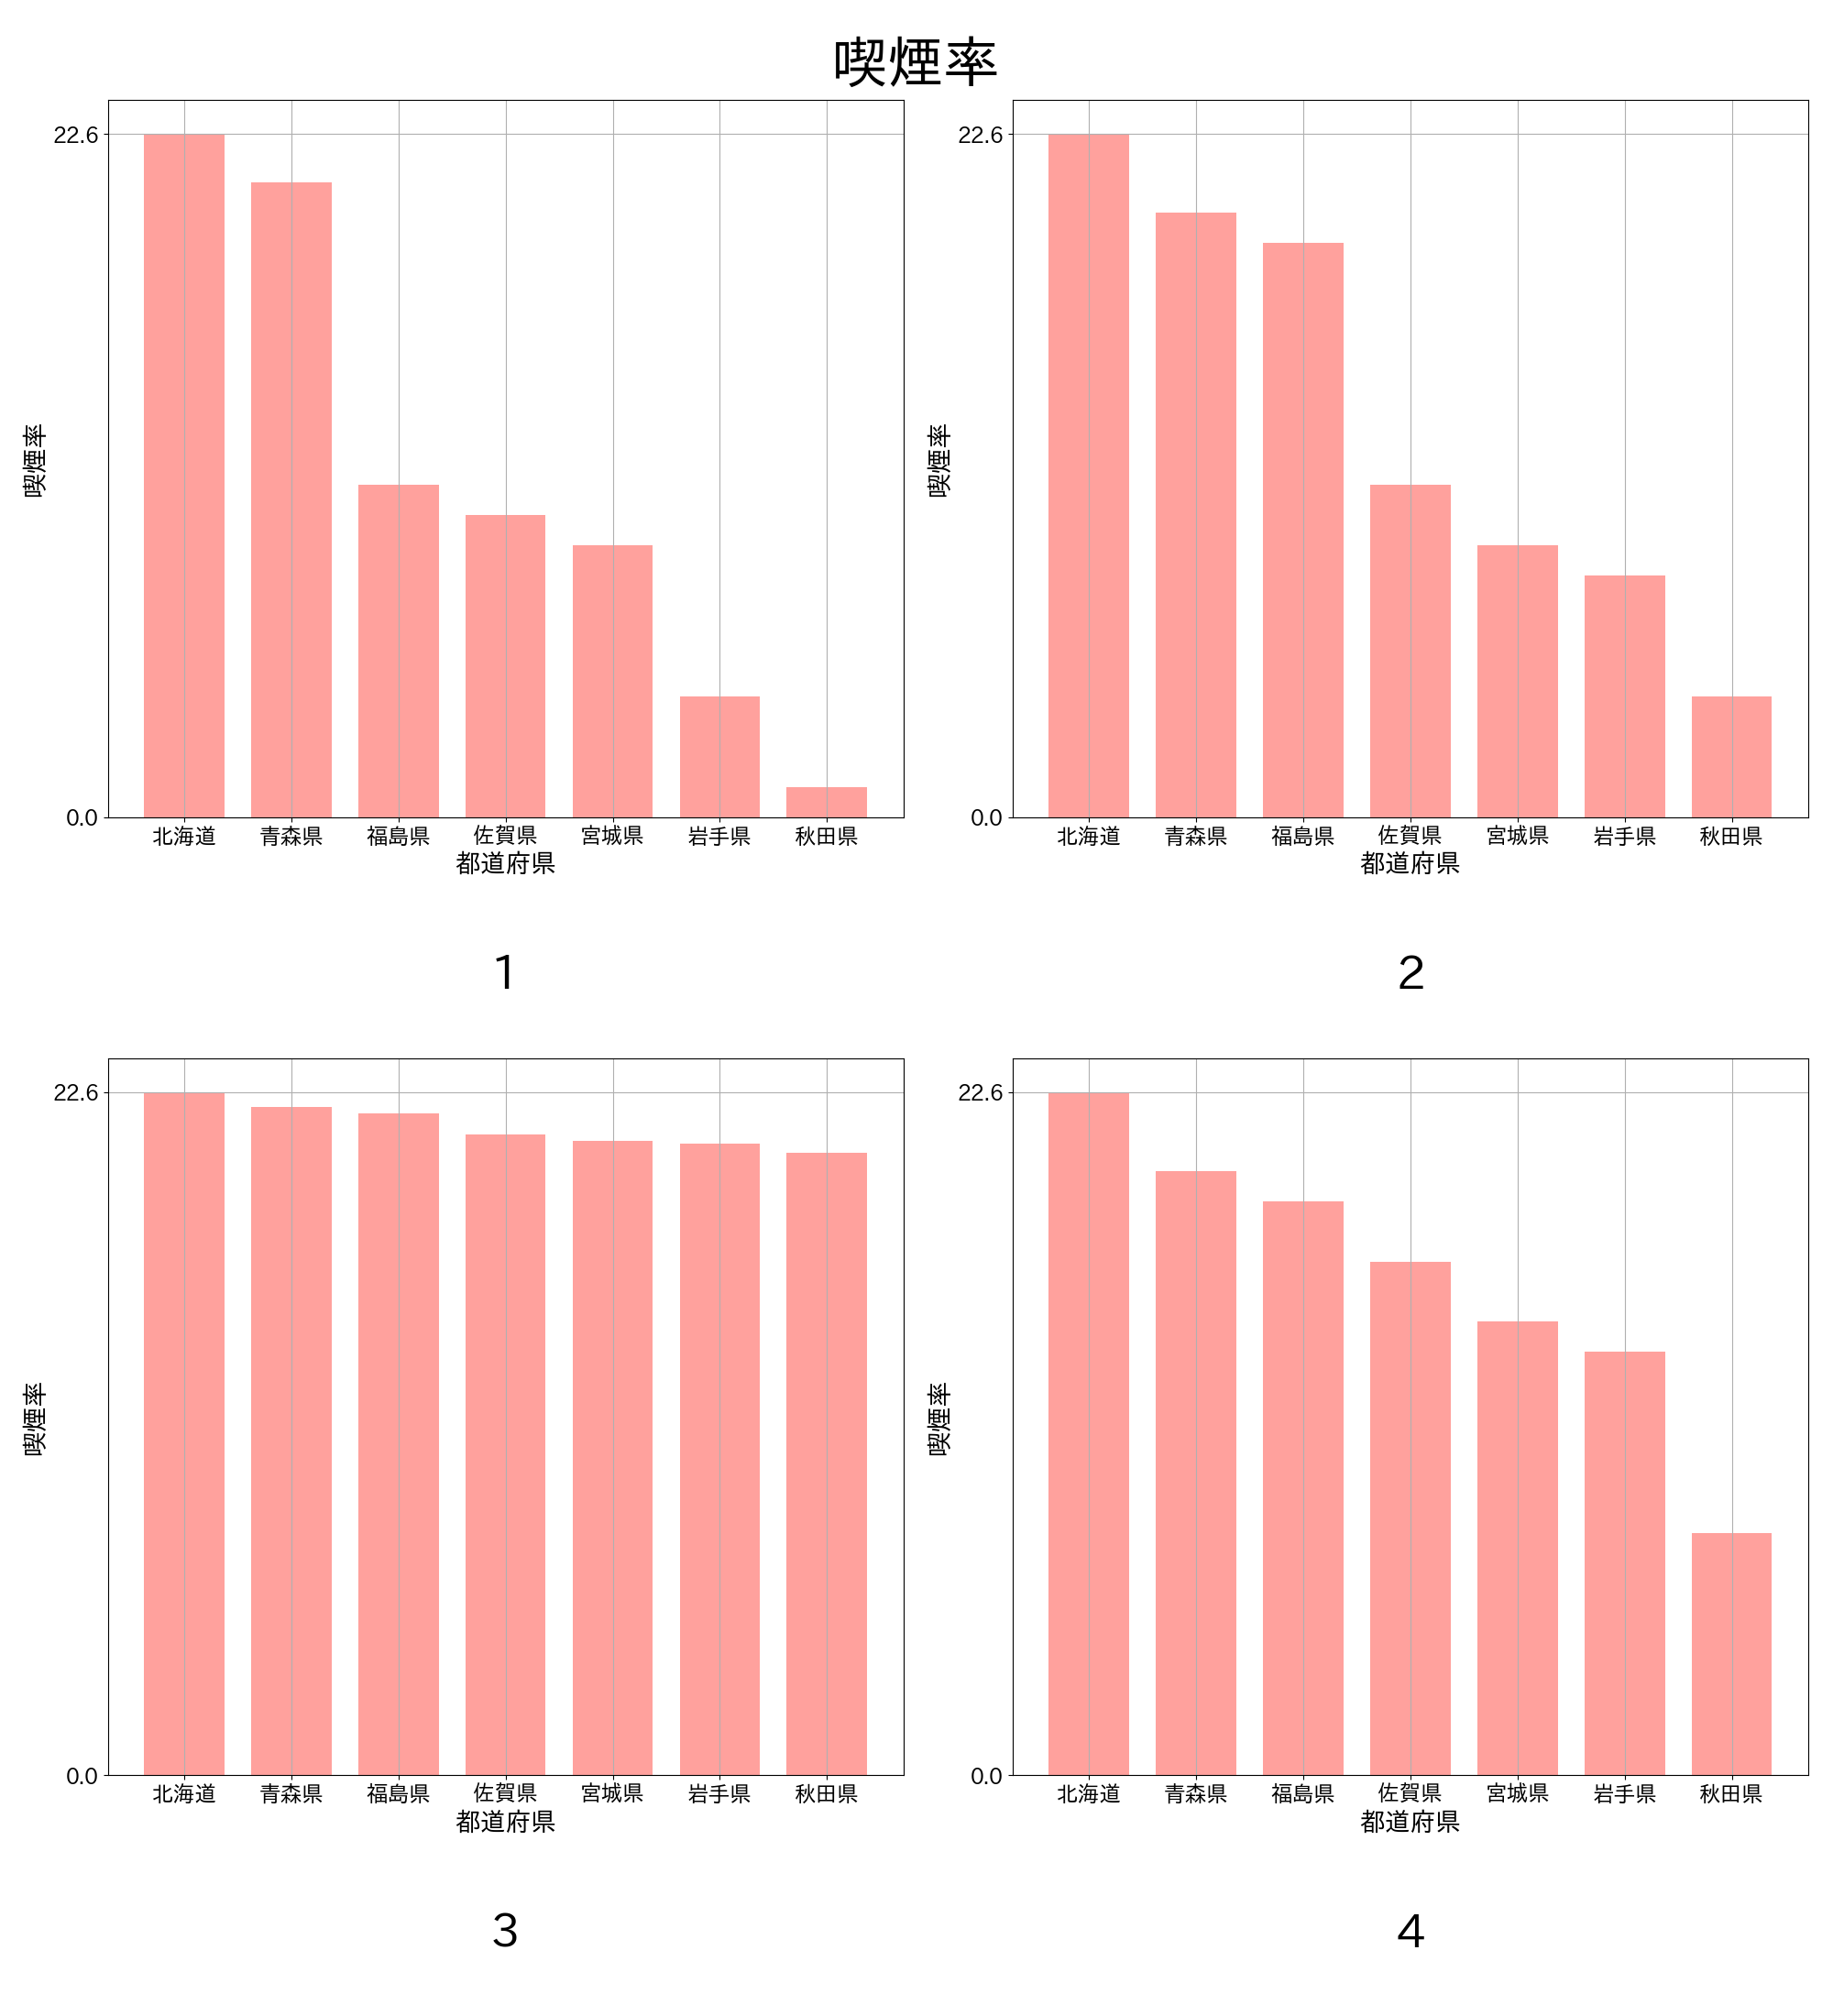 喫煙率
22.6
喫煙率
0.0
北海道 青森県 福島県 佐賀県 宮城県 岩手県 秋田県
都道府県
1
22.6
喫煙率
0.0
北海道 青森県 福島県 佐賀県 宮城県 岩手県 秋田県
都道府県
2
22.6
喫煙率
0.0
北海道 青森県 福島県 佐賀県 宮城県 岩手県 秋田県
都道府県
3
22.6
喫煙率
0.0
北海道 青森県 福島県 佐賀県 宮城県 岩手県 秋田県
都道府県
4